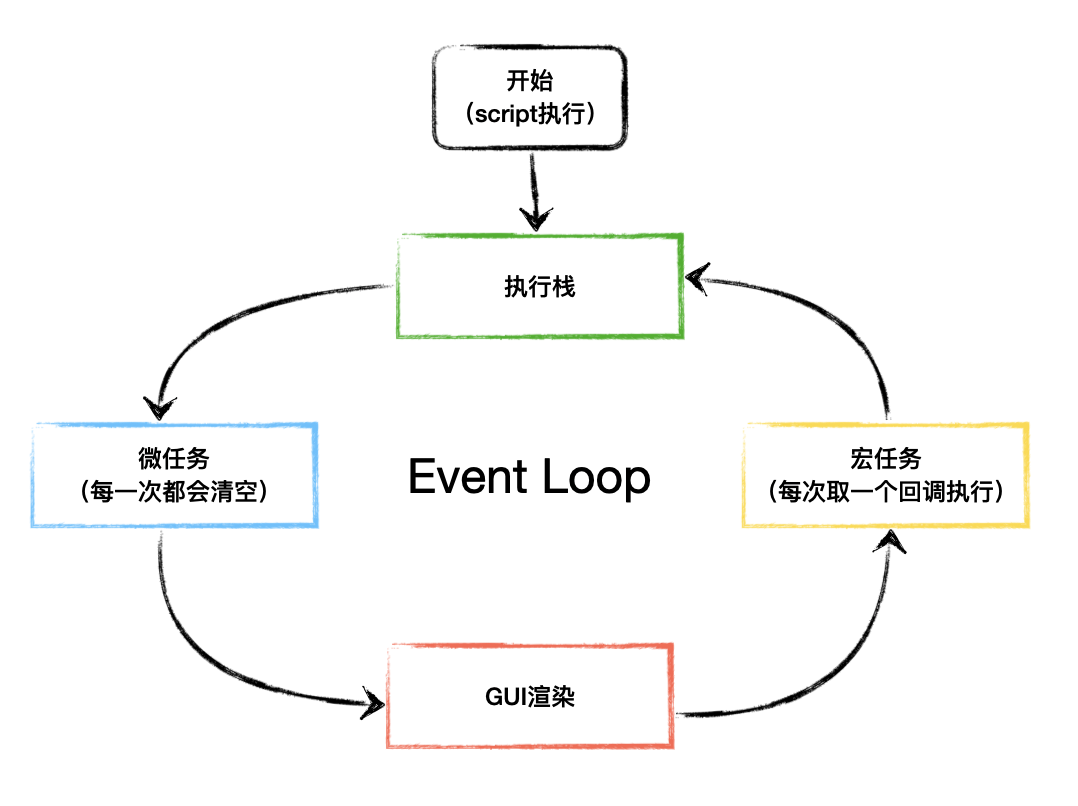 开始
（script执行）
执行栈
微任务
（每一次都会清空）
Event Loop
宏任务
（每次取一个回调执行）
GUI渲染